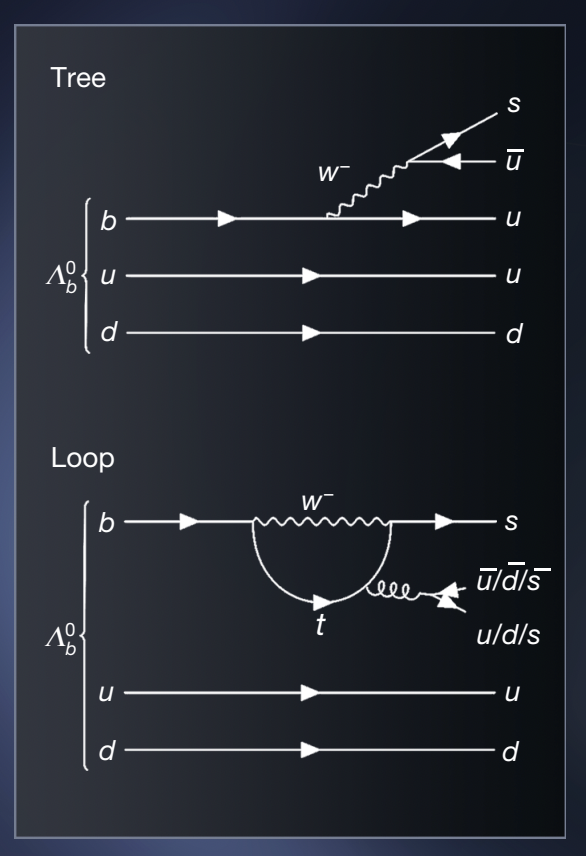 Tree
s
w⁻
u̅
b
u
Λ⁰_b
u
u
d
d
Loop
w⁻
b
s
u̅/d̅/s̅
t
u/d/s
Λ⁰_b
u
u
d
d